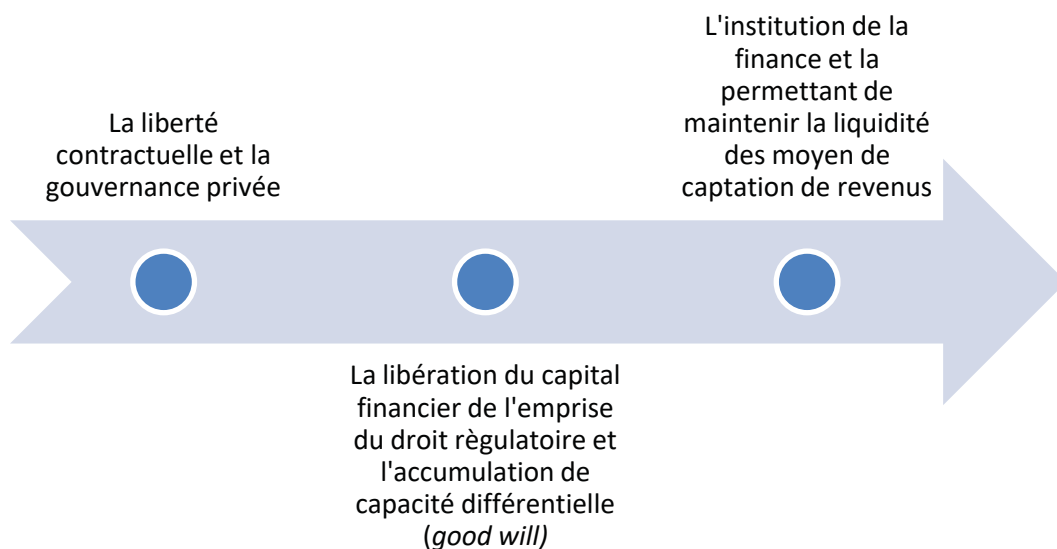 La liberté
contractuelle et la
gouvernance privée
La libération du capital
financier de l'emprise
du droit règulatoire et
l'accumulation de
capacité différentielle
(good will)
L'institution de la
finance et la
permettant de
maintenir la liquidité
des moyen de
captation de revenus